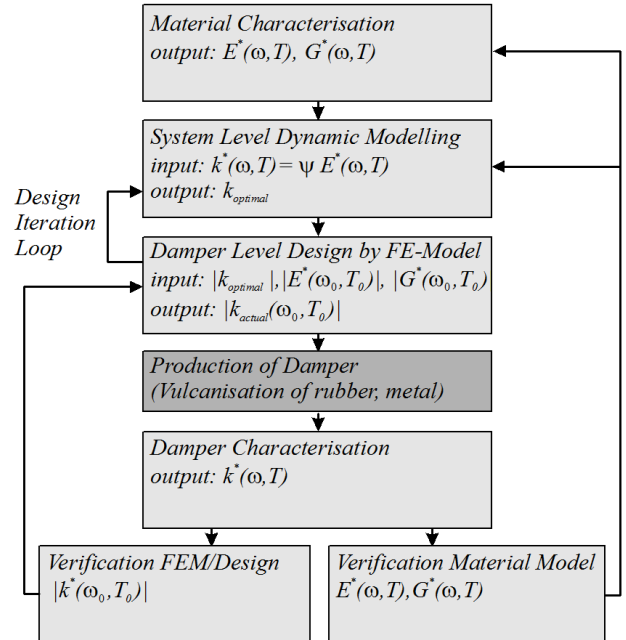 Material Characterisation
output: E*(ω,T), G*(ω,T)
System Level Dynamic Modelling
input: k*(ω,T)= ψ E*(ω,T)
output: k_optimal
Design
Iteration
Loop
Damper Level Design by FE-Model
input: |k_optimal |,|E*(ω₀,T₀)|, |G*(ω₀,T₀)
output: |k_actual(ω₀,T₀)|
Production of Damper
(Vulcanisation of rubber, metal)
Damper Characterisation
output: k*(ω,T)
Verification FEM/Design
|k*(ω₀,T₀)|
Verification Material Model
E*(ω,T),G*(ω,T)